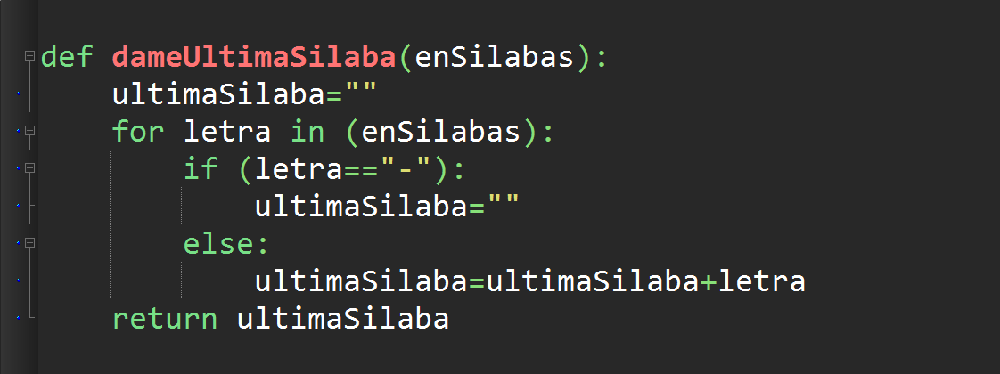 def dameUltimaSilaba(enSilabas):
    ultimaSilaba=""
    for letra in (enSilabas):
        if (letra=="-"):
            ultimaSilaba=""
        else:
            ultimaSilaba=ultimaSilaba+letra
    return ultimaSilaba